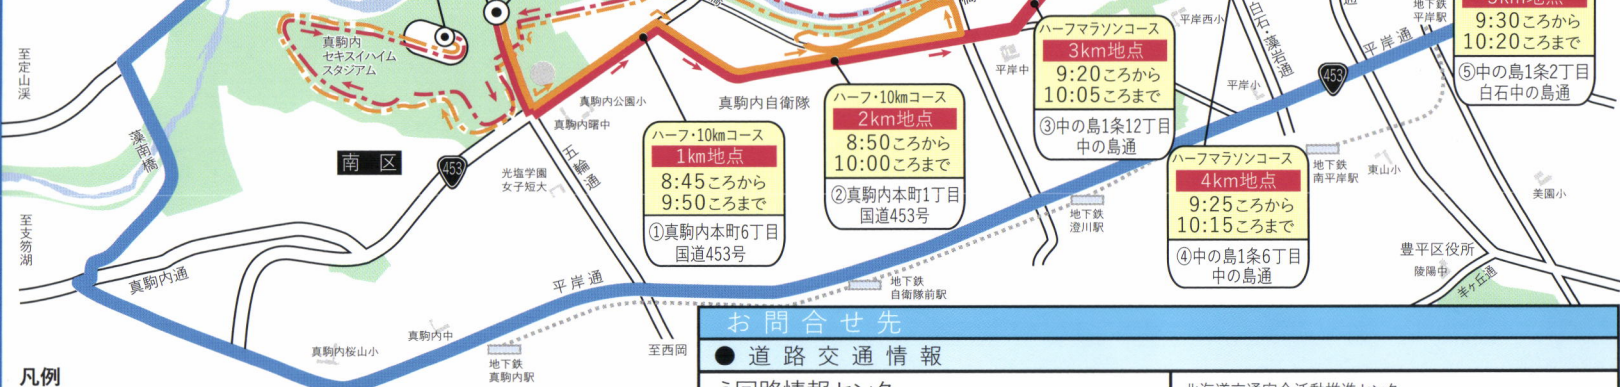 至定山渓
真駒内
セキスイハイム
スタジアム
藻南橋
南区
453
至支笏湖
真駒内通
凡例
光塩学園
女子短大
五輪通
真駒内公園小
真駒内曙中
真駒内自衛隊
ハーフ・10kmコース
1km地点
8:45ころから
9:50ころまで
①真駒内本町6丁目
国道453号
ハーフ・10kmコース
2km地点
8:50ころから
10:00ころまで
②真駒内本町1丁目
国道453号
平岸中
ハーフマラソンコース
3km地点
9:20ころから
10:05ころまで
③中の島1条12丁目
中の島通
平岸西小
白石・藻岩通
平岸小
ハーフマラソンコース
4km地点
9:25ころから
10:15ころまで
④中の島1条6丁目
中の島通
453
平岸通
地下鉄
平岸駅
9:30ころから
10:20ころまで
⑤中の島1条2丁目
白石中の島通
地下鉄
南平岸駅
東山小
美園小
豊平区役所
陵陽中
羊ヶ丘通
地下鉄
澄川駅
地下鉄
自衛隊前駅
平岸通
至西岡
真駒内中
真駒内桜山小
地下鉄
真駒内駅
お問合せ先
●道路交通情報